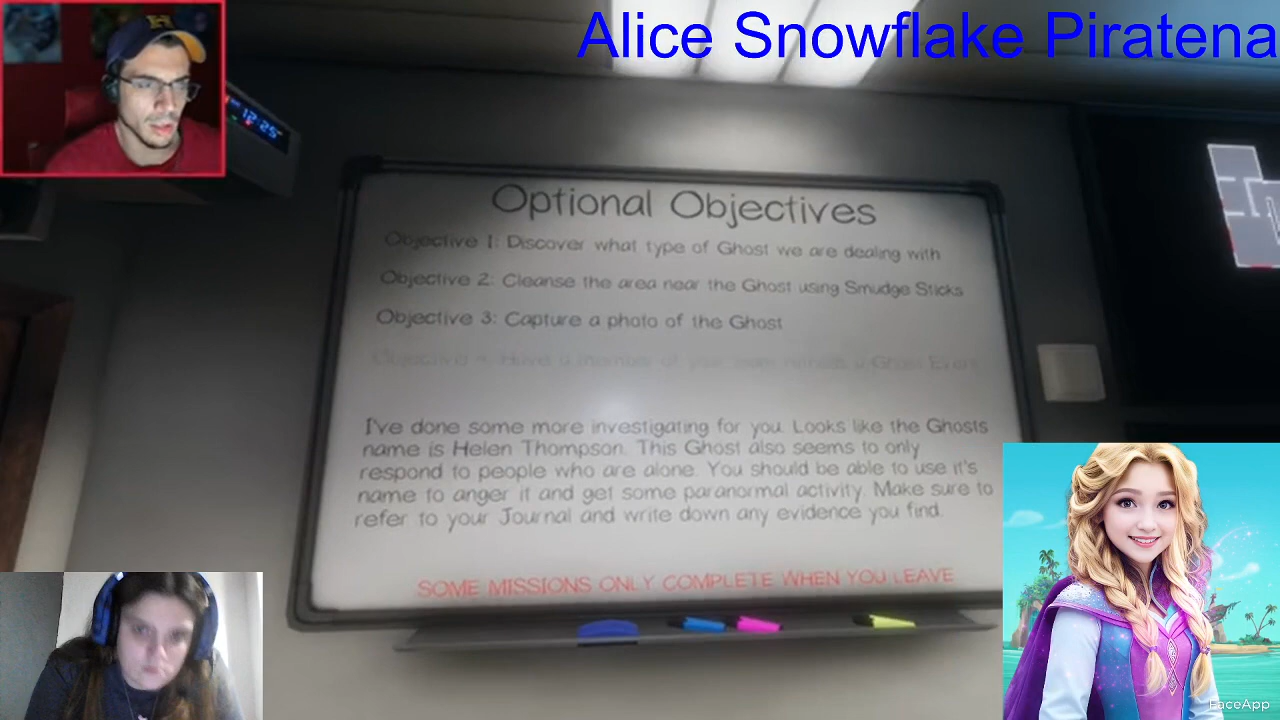 Alice Snowflake Piratena
12:25
Optional Objectives
Objective 1: Discover what type of Ghost we are dealing with
Objective 2: Cleanse the area near the Ghost using Smudge Sticks
Objective 3: Capture a photo of the Ghost
I've done some more investigating for you. Looks like the Ghosts
name is Helen Thompson. This Ghost also seems to only
respond to people who are alone. You should be able to use it's
name to anger it and get some paranormal activity. Make sure to
refer to your Journal and write down any evidence you find.
SOME MISSIONS ONLY COMPLETE WHEN YOU LEAVE
FaceApp